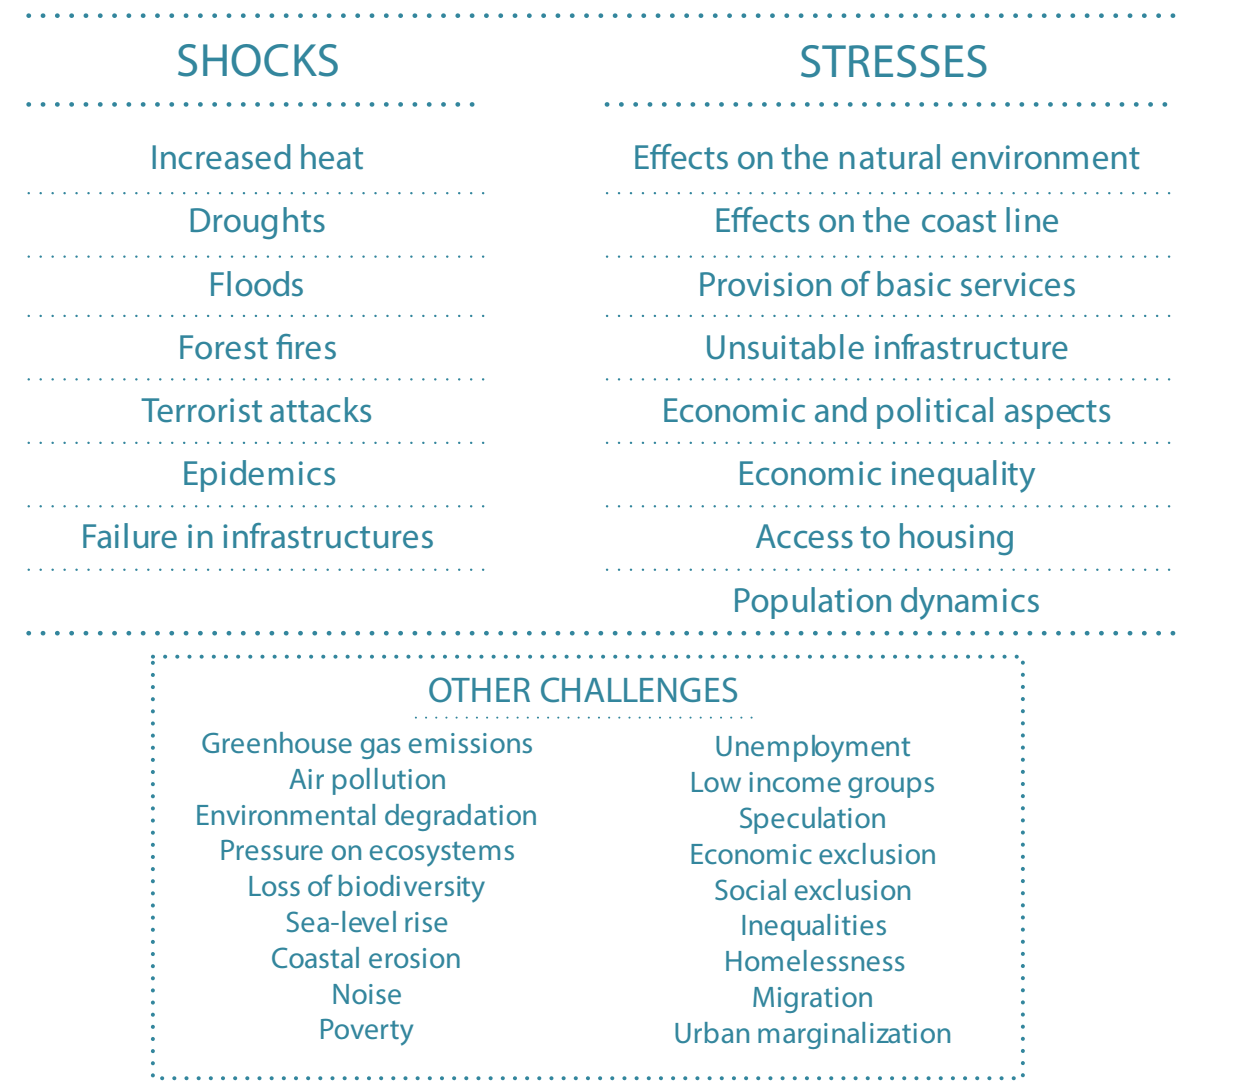 SHOCKS
STRESSES
Increased heat
Effects on the natural environment
Droughts
Effects on the coast line
Floods
Provision of basic services
Forest fires
Unsuitable infrastructure
Terrorist attacks
Economic and political aspects
Epidemics
Economic inequality
Failure in infrastructures
Access to housing
Population dynamics
OTHER CHALLENGES
Greenhouse gas emissions
Air pollution
Environmental degradation
Pressure on ecosystems
Loss of biodiversity
Sea-level rise
Coastal erosion
Noise
Poverty
Unemployment
Low income groups
Speculation
Economic exclusion
Social exclusion
Inequalities
Homelessness
Migration
Urban marginalization